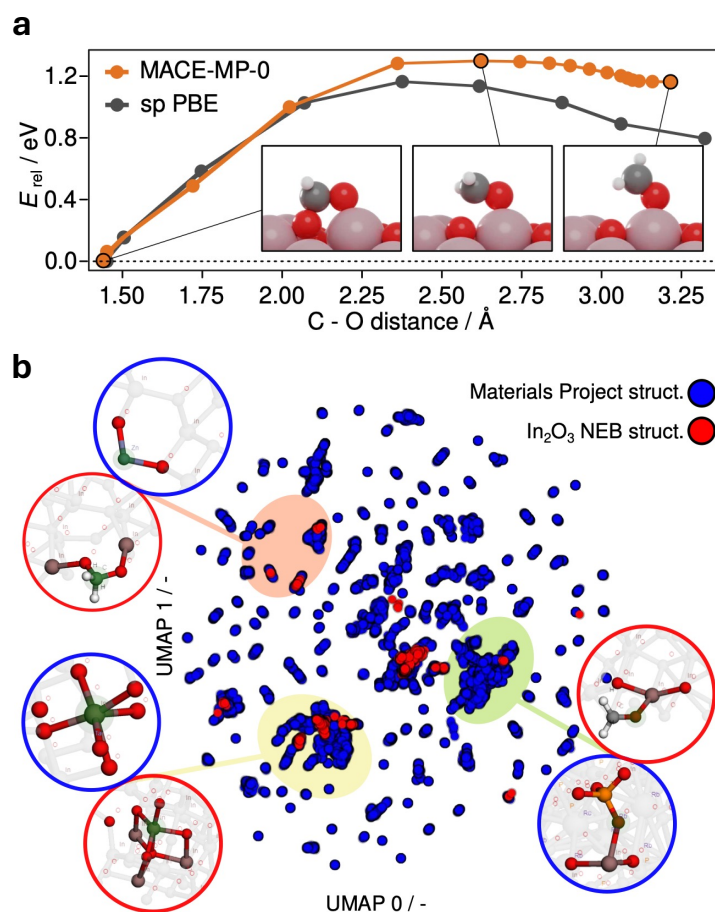 a
MACE-MP-0
sp PBE
E rel / eV
1.2
0.8
0.4
0.0
1.50 1.75 2.00 2.25 2.50 2.75 3.00 3.25
C - O distance / Å
b
Materials Project struct.
In₂O₃ NEB struct.
UMAP 1 / -
UMAP 0 / -